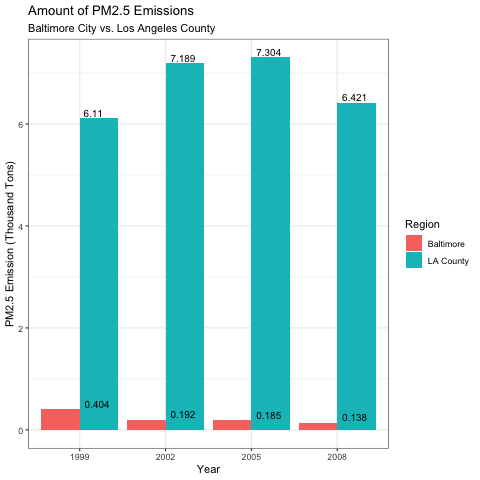 Amount of PM2.5 Emissions
Baltimore City vs. Los Angeles County
PM2.5 Emission (Thousand Tons)
6
4
2
0
6.11
7.189
7.304
6.421
0.404
0.192
0.185
0.138
1999
2002
2005
2008
Year
Region
Baltimore
LA County